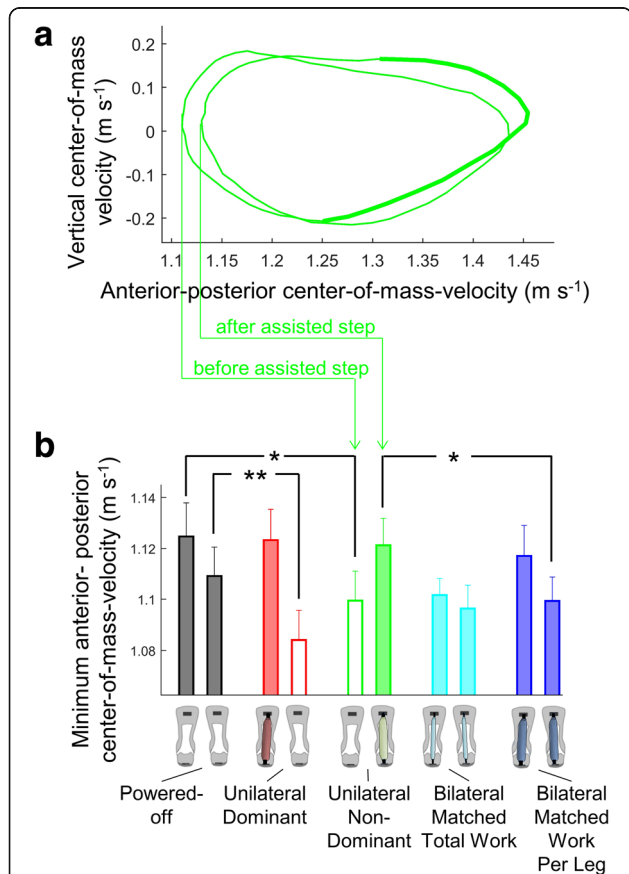 a
Vertical center-of-mass
velocity (m s⁻¹)
0.2
0.1
0
-0.1
-0.2
1.1
1.15
1.2
1.25
1.3
1.35
1.4
1.45
Anterior-posterior center-of-mass-velocity (m s⁻¹)
after assisted step
before assisted step
b
Minimum anterior- posterior
center-of-mass-velocity (m s⁻¹)
*
**
*
1.14
1.12
1.1
1.08
Powered-
off
Unilateral
Dominant
Unilateral
Non-
Dominant
Bilateral
Matched
Total Work
Bilateral
Matched
Work
Per Leg